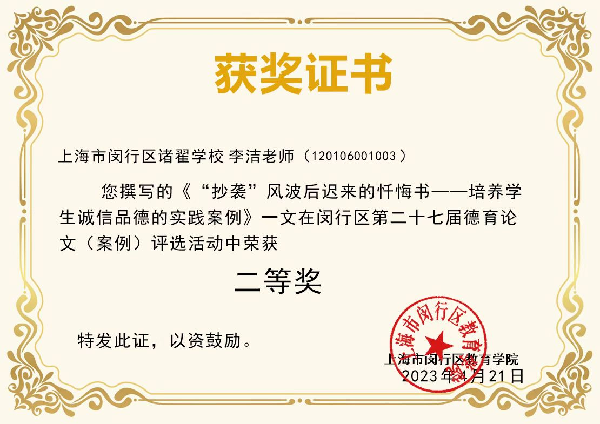 获奖证书
上海市闵行区诸翟学校 李洁老师（120106001003）
您撰写的《“抄袭”风波后迟来的忏悔书——培养学
生诚信品德的实践案例》一文在闵行区第二十七届德育论
文（案例）评选活动中荣获
二等奖
特发此证，以资鼓励。
上海市闵行区教育学院
上海市闵行区教育学院
2023年4月21日